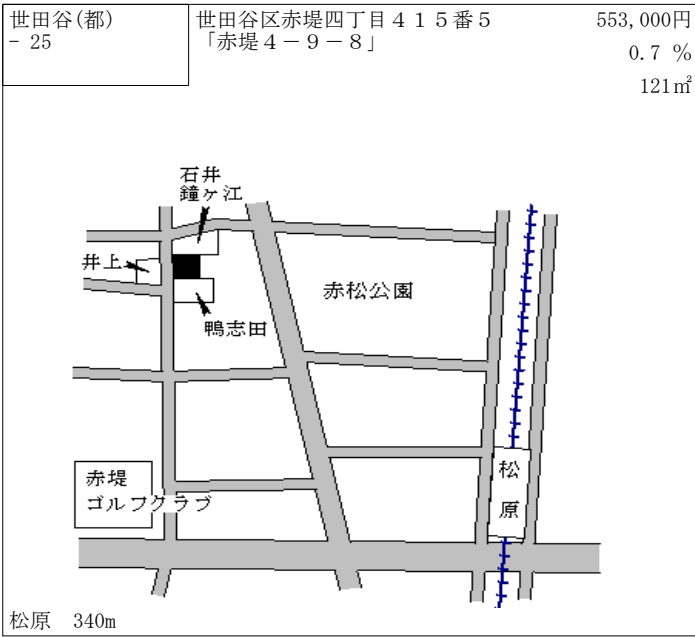 世田谷(都)
- 25
世田谷区赤堤四丁目４１５番５
「赤堤４－９－８」
553,000円
0.7 %
121㎡
石井
鐘ヶ江
井上
鴨志田
赤松公園
赤堤
ゴルフクラブ
松
原
松原　340m